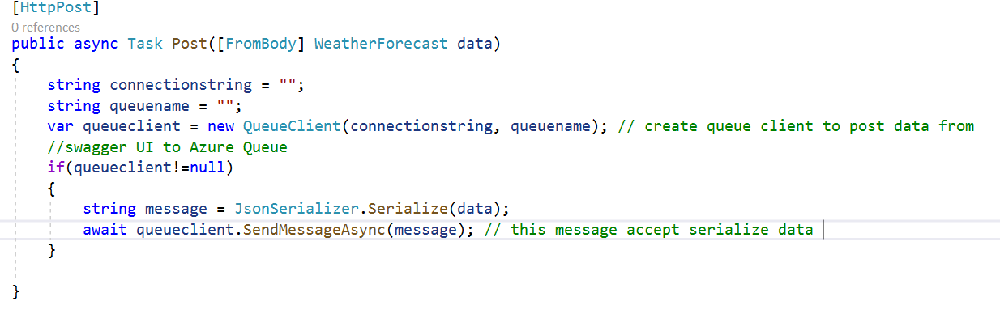 [HttpPost]
0 references
public async Task Post([FromBody] WeatherForecast data)
{
string connectionstring = "";
string queuename = "";
var queueclient = new QueueClient(connectionstring, queuename); // create queue client to post data from
//swagger UI to Azure Queue
if(queueclient!=null)
{
string message = JsonSerializer.Serialize(data);
await queueclient.SendMessageAsync(message); // this message accept serialize data
}
}